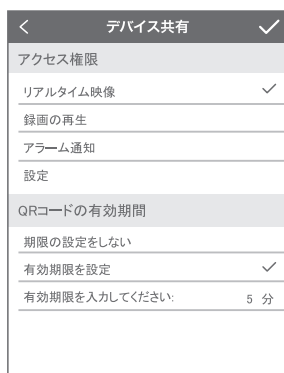 デバイス共有
アクセス権限
リアルタイム映像
録画の再生
アラーム通知
設定
QRコードの有効期間
期限の設定をしない
有効期限を設定
有効期限を入力してください: 5 分